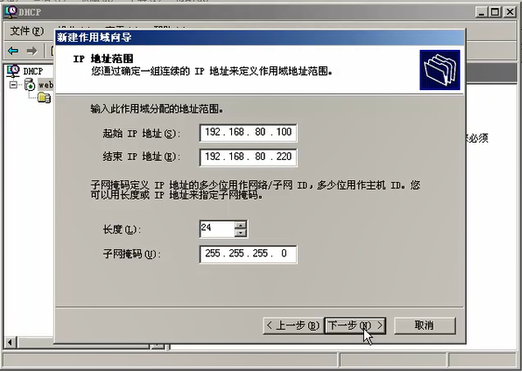 DHCP
文件(F)
DHCP
web
新建作用域向导
IP 地址范围
您通过确定一组连续的 IP 地址来定义作用域地址范围。
输入此作用域分配的地址范围。
起始 IP 地址(S): 192.168.80.100
结束 IP 地址(E): 192.168.80.220
必须
子网掩码定义 IP 地址的多少位用作网络/子网 ID，多少位用作主机 ID。您
可以用长度或 IP 地址来指定子网掩码。
长度(L): 24
子网掩码(U): 255.255.255.0
< 上一步(B) 下一步(N) > 取消